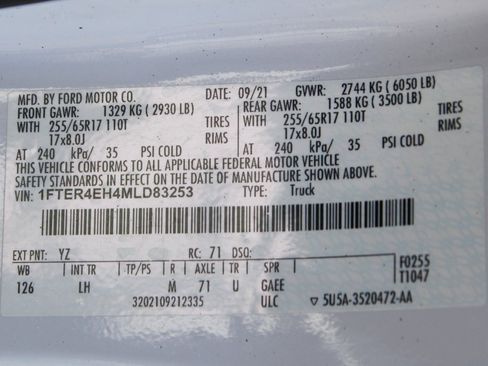 MFD. BY FORD MOTOR CO. DATE: 09/21 GVWR: 2744 KG ( 6050 LB)
FRONT GAWR: 1329 KG ( 2930 LB) REAR GAWR: 1588 KG ( 3500 LB)
WITH 255/65R17 110T TIRES WITH 255/65R17 110T TIRES
17x8.0J RIMS 17x8.0J RIMS
AT 240 kPa/ 35 PSI COLD AT 240 kPa/ 35 PSI COLD
THIS VEHICLE CONFORMS TO ALL APPLICABLE FEDERAL MOTOR VEHICLE
SAFETY STANDARDS IN EFFECT ON THE DATE OF MANUFACTURE SHOWN ABOVE.
VIN: 1FTER4EH4MLD83253 TYPE: Truck
EXT PNT: YZ RC: 71 DSO: F0255
WB INT TR TP/PS R AXLE TR SPR T1047
126 LH M 71 U GAEE
3202109212335 ULC ▽ 5U5A-3520472-AA